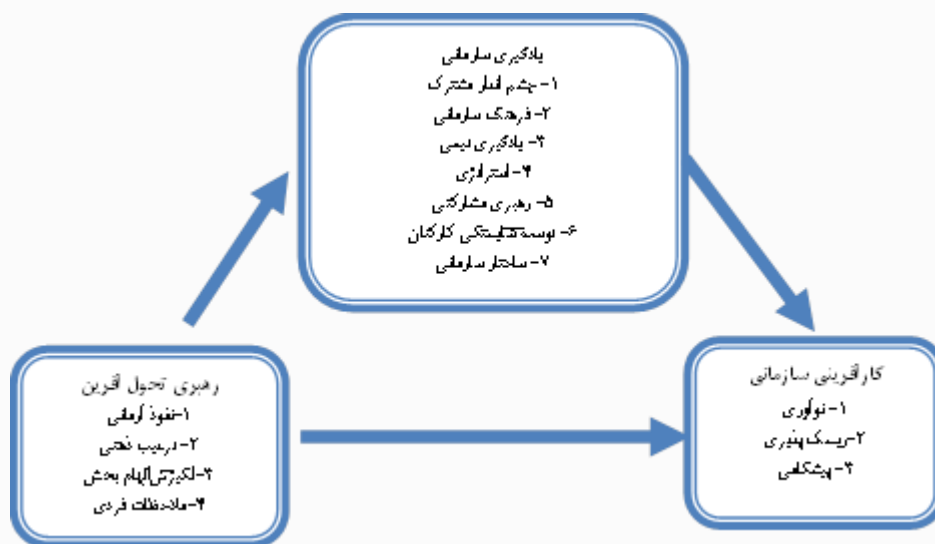 یادگیری سازمانی
۱- چشم انداز مشترک
۲- فرهنگ سازمانی
۳- یادگیری تیمی
۴- استراتژی
۵- رهبری مشارکتی
۶- توسعه شایستگی کارکنان
۷- ساختار سازمانی
رهبری تحول آفرین
۱-نفوذ آرمانی
۲- ترغیب ذهنی
۳-انگیزش الهام بخش
۴-ملاحظات فردی
کارآفرینی سازمانی
۱- نوآوری
۲-ریسک پذیری
۳- پیشگامی